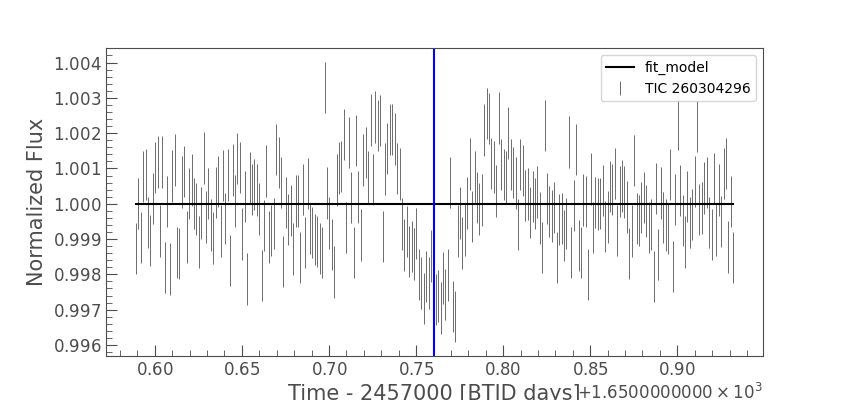 1.004
1.003
1.002
1.001
1.000
0.999
0.998
0.997
0.996
Normalized Flux
fit_model
TIC 260304296
0.60 0.65 0.70 0.75 0.80 0.85 0.90
Time - 2457000 [BTJD days]
+1.6500000000 × 10³